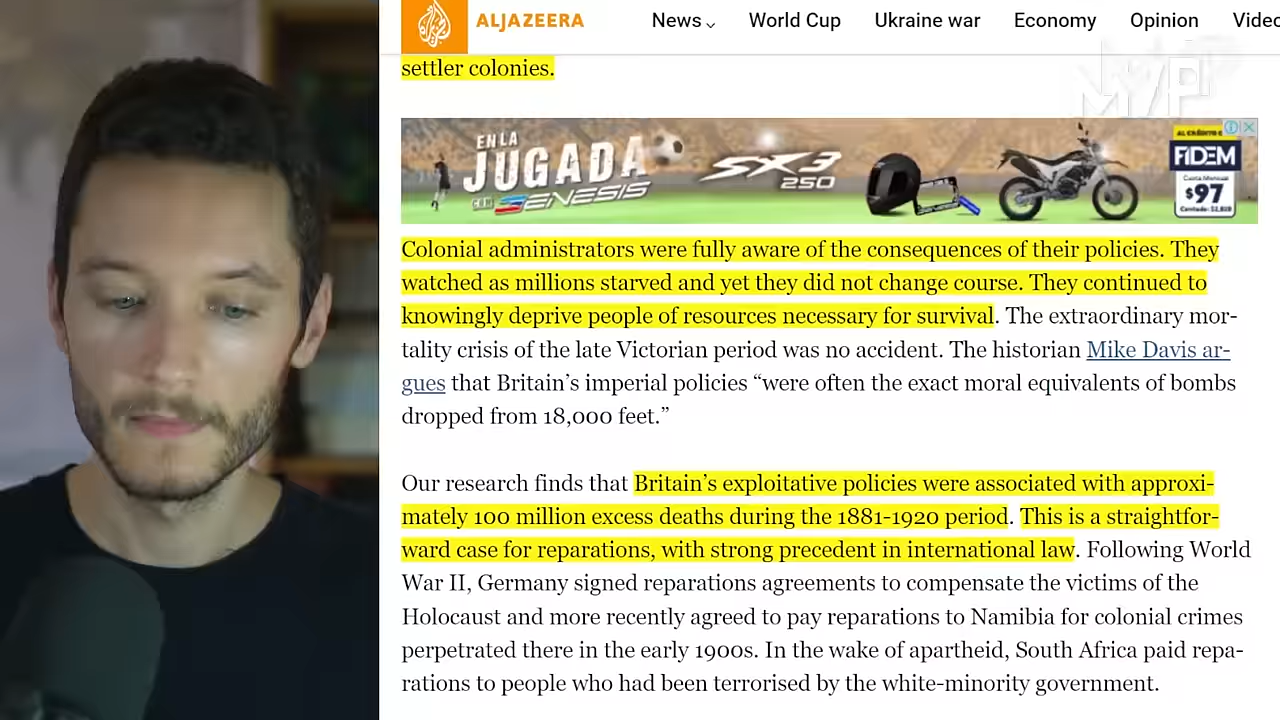 ALJAZEERA News World Cup Ukraine war Economy Opinion Video
settler colonies.
EN LA
JUGADA
CON GENESIS
SX3
250
AL CRÉDITO
FIDEM
Cuota Mensual
$97
Contado: $2,820
Colonial administrators were fully aware of the consequences of their policies. They
watched as millions starved and yet they did not change course. They continued to
knowingly deprive people of resources necessary for survival. The extraordinary mor-
tality crisis of the late Victorian period was no accident. The historian Mike Davis ar-
gues that Britain’s imperial policies “were often the exact moral equivalents of bombs
dropped from 18,000 feet.”
Our research finds that Britain’s exploitative policies were associated with approxi-
mately 100 million excess deaths during the 1881-1920 period. This is a straightfor-
ward case for reparations, with strong precedent in international law. Following World
War II, Germany signed reparations agreements to compensate the victims of the
Holocaust and more recently agreed to pay reparations to Namibia for colonial crimes
perpetrated there in the early 1900s. In the wake of apartheid, South Africa paid repa-
rations to people who had been terrorised by the white-minority government.